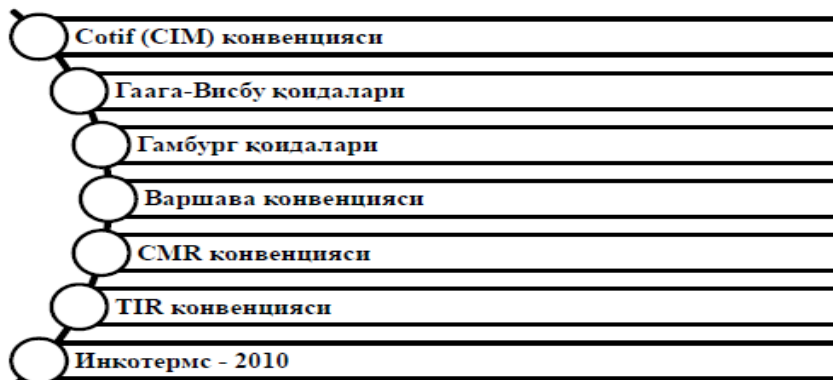 Cotif (CIM) конвенцияси
Гаага-Висбу қоидалари
Гамбург қоидалари
Варшава конвенцияси
CMR конвенцияси
TIR конвенцияси
Инкотермс - 2010